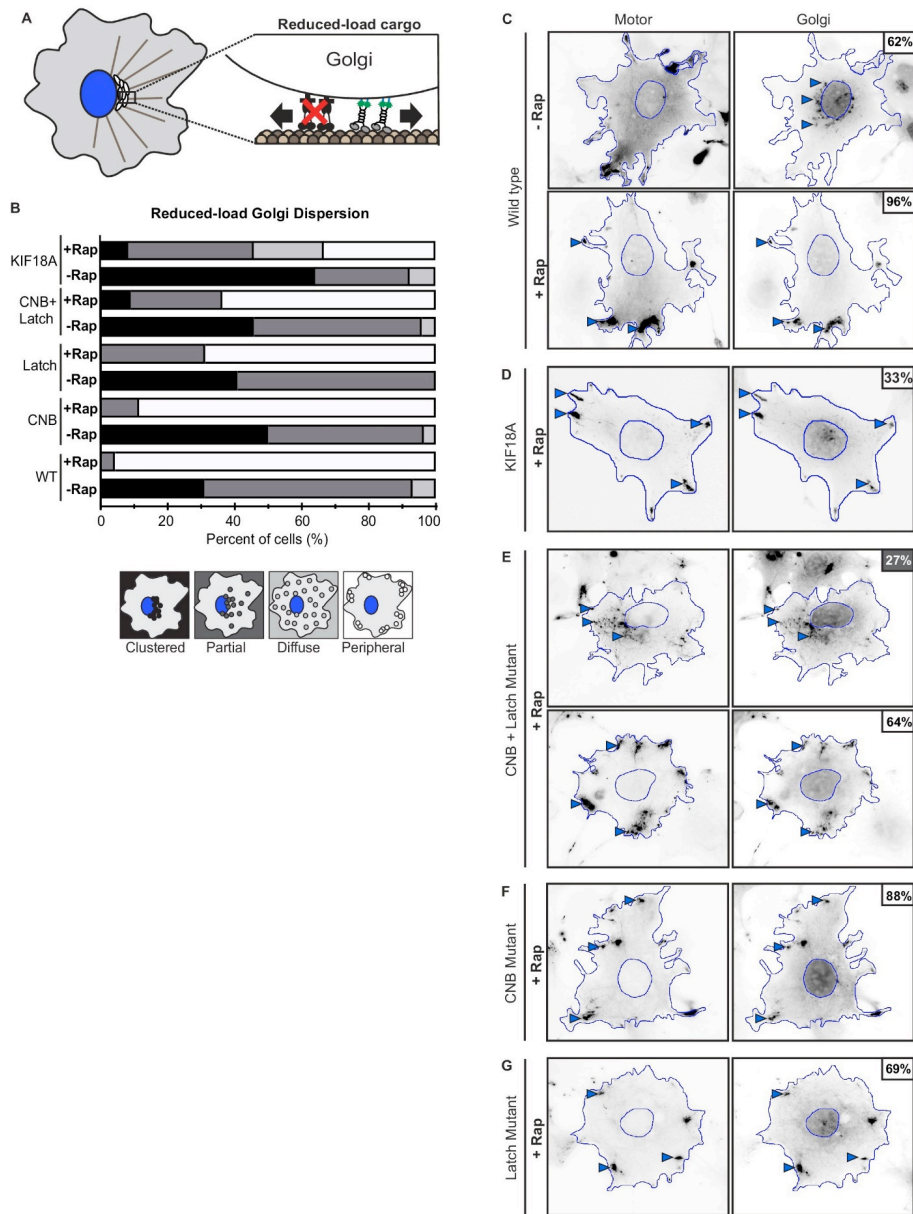 A
Reduced-load cargo
Golgi
B
Reduced-load Golgi Dispersion
KIF18A
+Rap
-Rap
CNB+
Latch
+Rap
-Rap
Latch
+Rap
-Rap
CNB
+Rap
-Rap
WT
+Rap
-Rap
0 20 40 60 80 100
Percent of cells (%)
Clustered Partial Diffuse Peripheral
C
Motor Golgi
Wild type
- Rap
62%
+ Rap
96%
D
KIF18A
+ Rap
33%
E
CNB + Latch Mutant
+ Rap
27%
64%
F
CNB Mutant
+ Rap
88%
G
Latch Mutant
+ Rap
69%